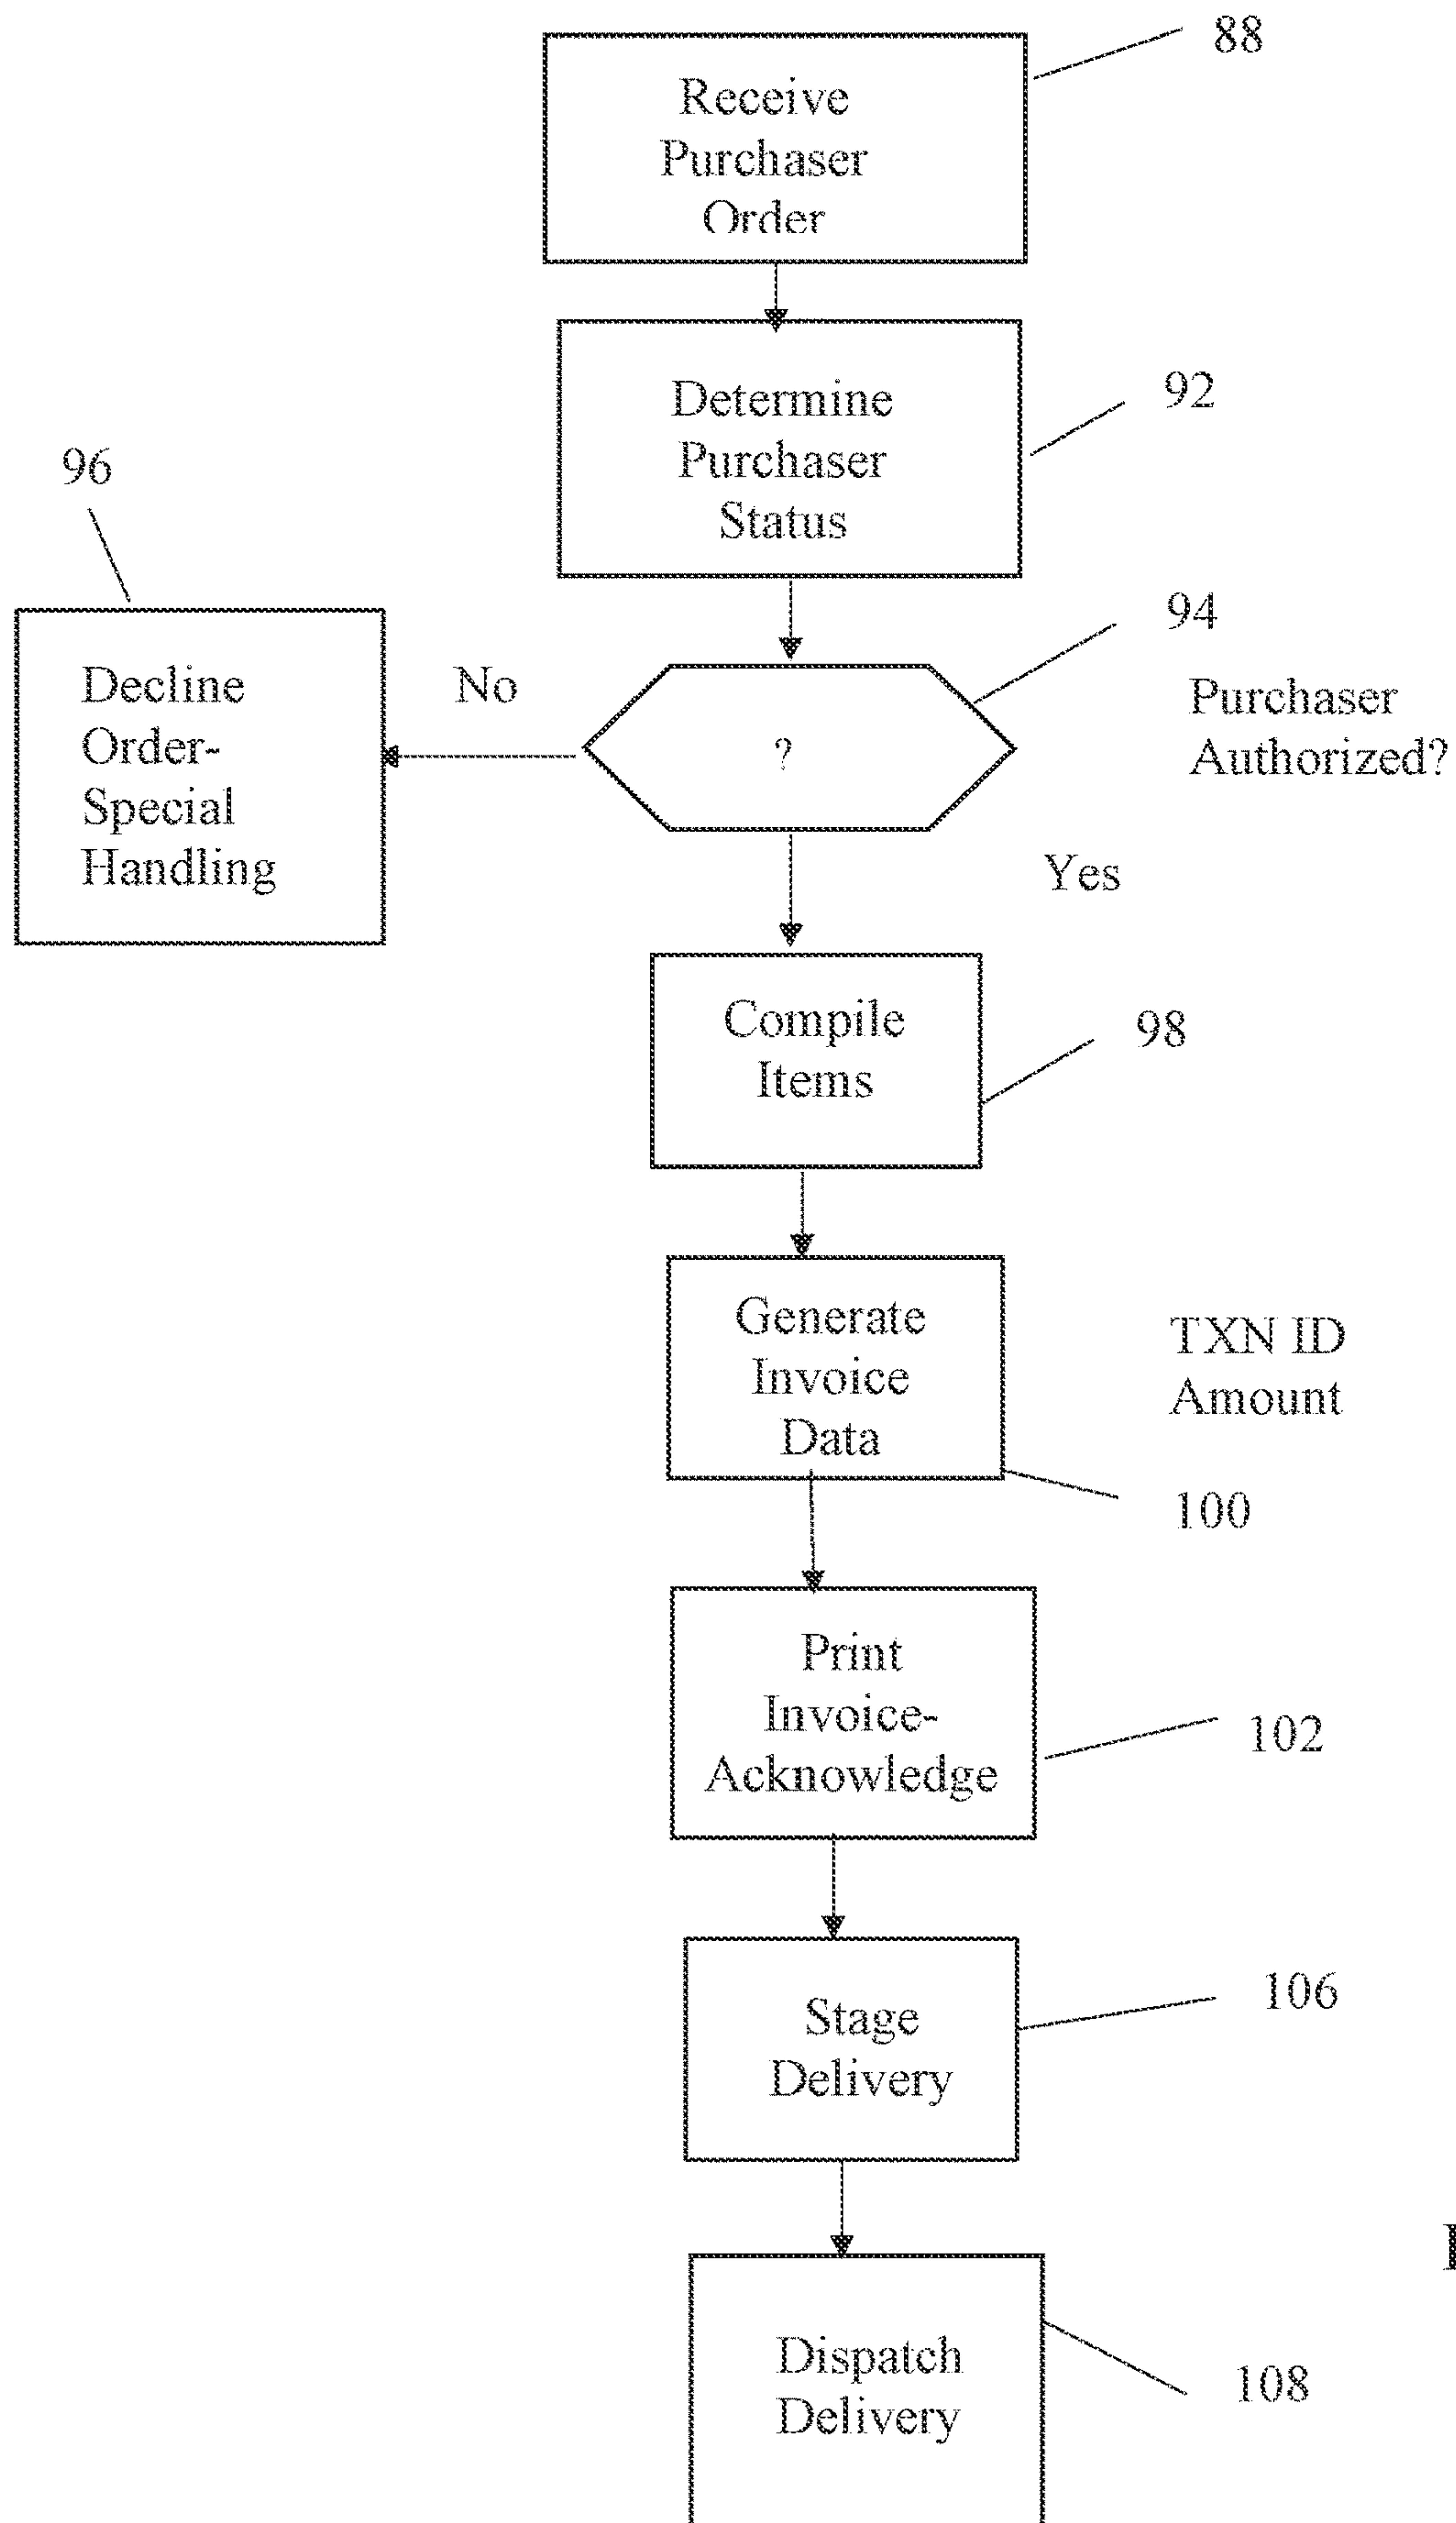 88
Receive
Purchaser
Order
92
Determine
Purchaser
Status
96
94
Purchaser
Authorized?
Decline
Order-
Special
Handling
No
?
Yes
Compile
Items
98
Generate
Invoice
Data
TXN ID
Amount
100
Print
Invoice-
Acknowledge
102
Stage
Delivery
106
Dispatch
Delivery
108